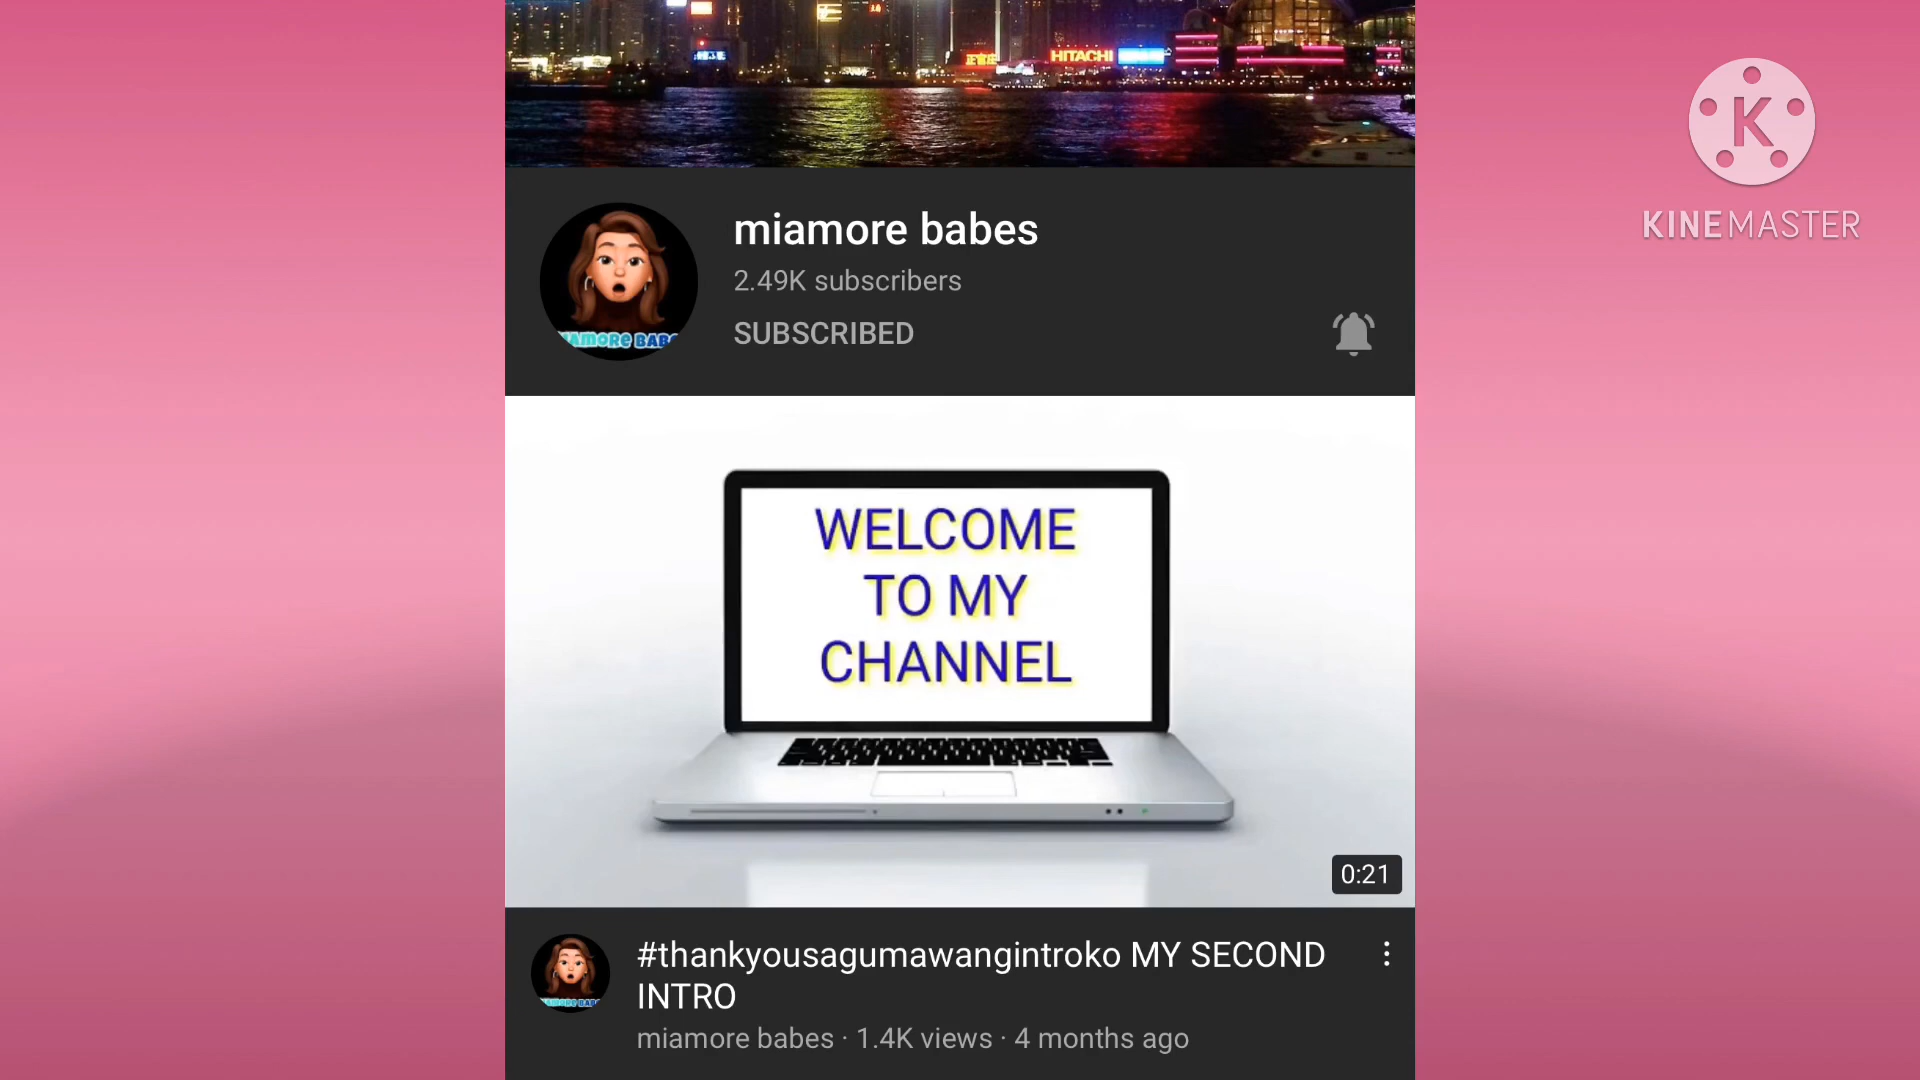 HITACHI
miamore babes
2.49K subscribers
SUBSCRIBED
WELCOME
TO MY
CHANNEL
0:21
#thankyousagumawangintroko MY SECOND
INTRO
miamore babes · 1.4K views · 4 months ago
K
KINEMASTER